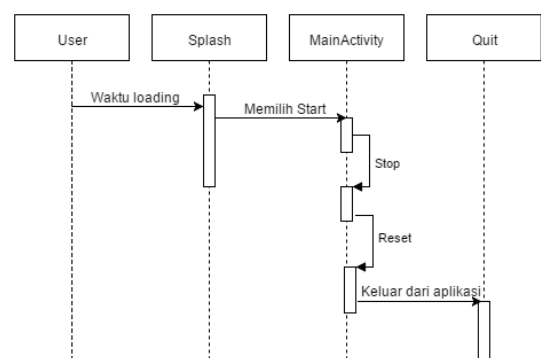 User
Splash
MainActivity
Quit
Waktu loading
Memilih Start
Stop
Reset
Keluar dari aplikasi